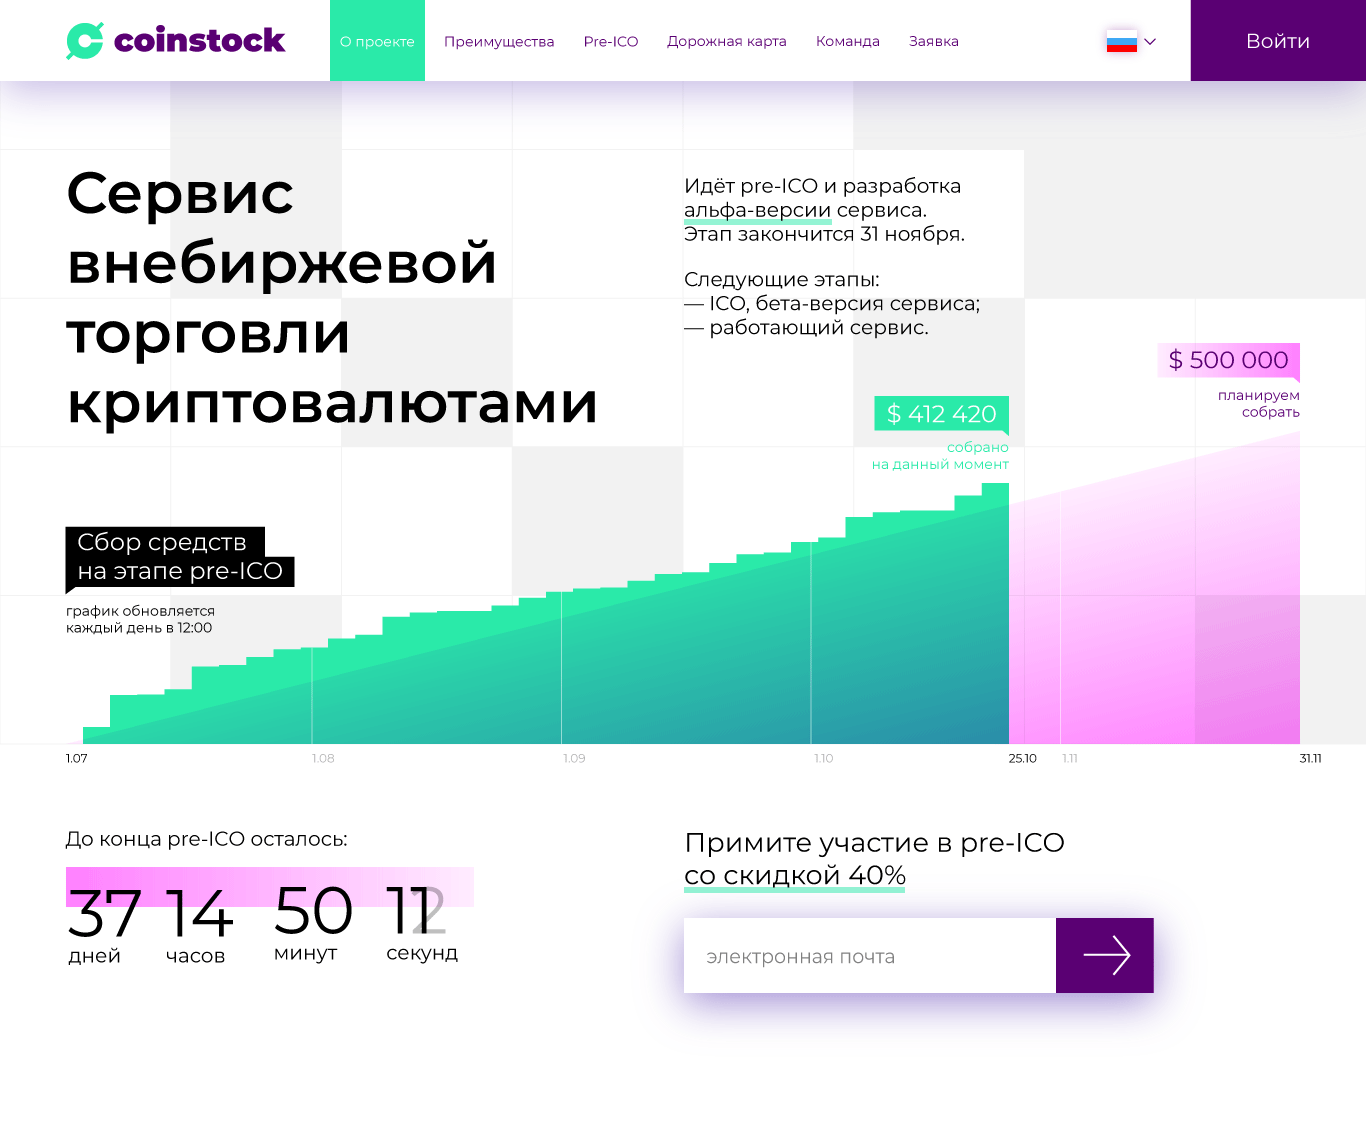 coinstock
О проекте
Преимущества
Pre-ICO
Дорожная карта
Команда
Заявка
Войти
Сервис
внебиржевой
торговли
криптовалютами
Идёт pre-ICO и разработка
альфа-версии сервиса.
Этап закончится 31 ноября.
Следующие этапы:
— ICO, бета-версия сервиса;
— работающий сервис.
$ 500 000
планируем
собрать
$ 412 420
собрано
на данный момент
Сбор средств
на этапе pre-ICO
график обновляется
каждый день в 12:00
1.07
1.08
1.09
1.10
25.10
1.11
31.11
До конца pre-ICO осталось:
37
дней
14
часов
50
минут
11
секунд
Примите участие в pre-ICO
со скидкой 40%
электронная почта